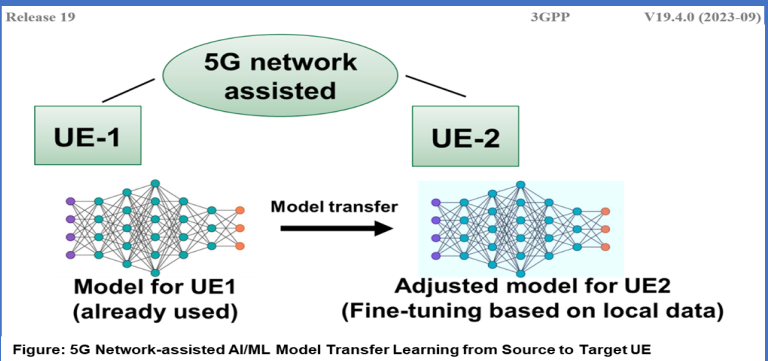 Release 19 3GPP V19.4.0 (2023-09)
5G network
assisted
UE-1
UE-2
Model transfer
Model for UE1
(already used)
Adjusted model for UE2
(Fine-tuning based on local data)
Figure: 5G Network-assisted AI/ML Model Transfer Learning from Source to Target UE